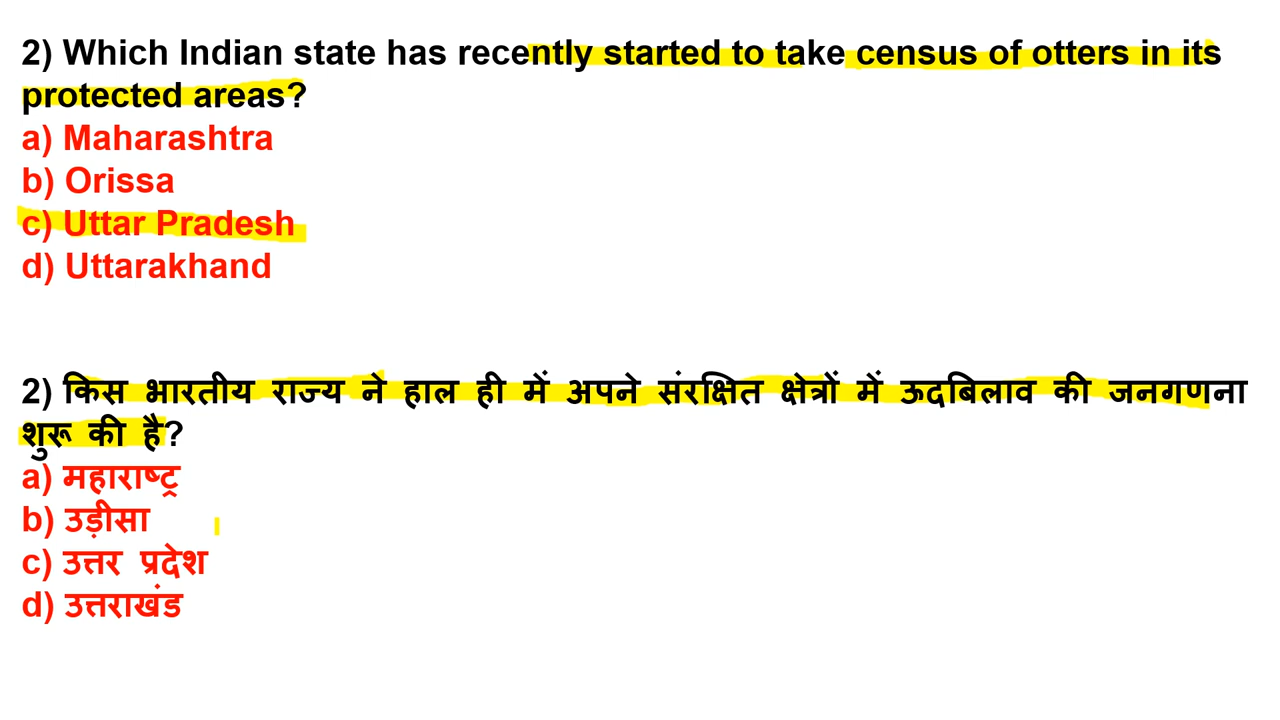 2) Which Indian state has recently started to take census of otters in its
protected areas?
a) Maharashtra
b) Orissa
c) Uttar Pradesh
d) Uttarakhand
2) किस भारतीय राज्य ने हाल ही में अपने संरक्षित क्षेत्रों में ऊदबिलाव की जनगणना
शुरू की है?
a) महाराष्ट्र
b) उड़ीसा
c) उत्तर प्रदेश
d) उत्तराखंड